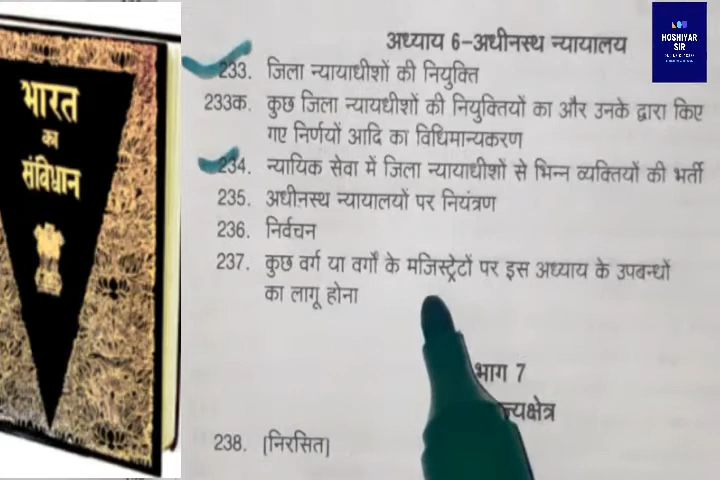 भारत
का
संविधान
HOSHIYAR
SIR
अध्याय 6–अधीनस्थ न्यायालय
233. जिला न्यायाधीशों की नियुक्ति
233क. कुछ जिला न्यायधीशों की नियुक्तियों का और उनके द्वारा किए
गए निर्णयों आदि का विधिमान्यकरण
234. न्यायिक सेवा में जिला न्यायाधीशों से भिन्न व्यक्तियों की भर्ती
235. अधीनस्थ न्यायालयों पर नियंत्रण
236. निर्वचन
237. कुछ वर्ग या वर्गों के मजिस्ट्रेटों पर इस अध्याय के उपबन्धों
का लागू होना
भाग 7
238. [निरसित]